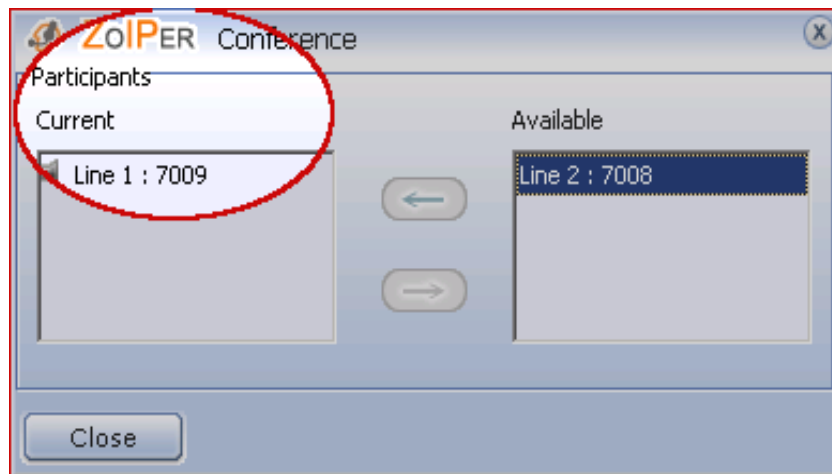 ZoIPer Conference
Participants
Current
Available
Line 1 : 7009
Line 2 : 7008
Close